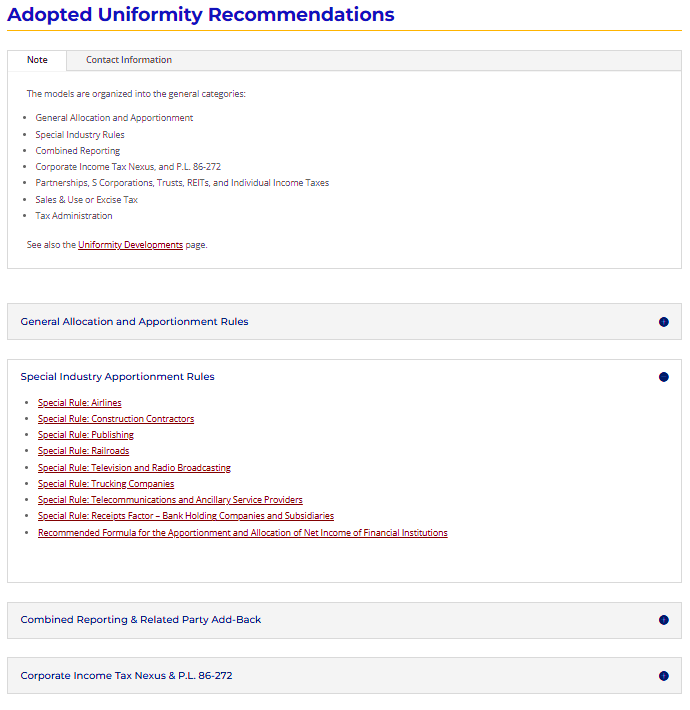 Adopted Uniformity Recommendations
Note
Contact Information
The models are organized into the general categories:
General Allocation and Apportionment
Special Industry Rules
Combined Reporting
Corporate Income Tax Nexus, and P.L. 86-272
Partnerships, S Corporations, Trusts, REITs, and Individual Income Taxes
Sales & Use or Excise Tax
Tax Administration
See also the Uniformity Developments page.
General Allocation and Apportionment Rules
Special Industry Apportionment Rules
Special Rule: Airlines
Special Rule: Construction Contractors
Special Rule: Publishing
Special Rule: Railroads
Special Rule: Television and Radio Broadcasting
Special Rule: Trucking Companies
Special Rule: Telecommunications and Ancillary Service Providers
Special Rule: Receipts Factor – Bank Holding Companies and Subsidiaries
Recommended Formula for the Apportionment and Allocation of Net Income of Financial Institutions
Combined Reporting & Related Party Add-Back
Corporate Income Tax Nexus & P.L. 86-272